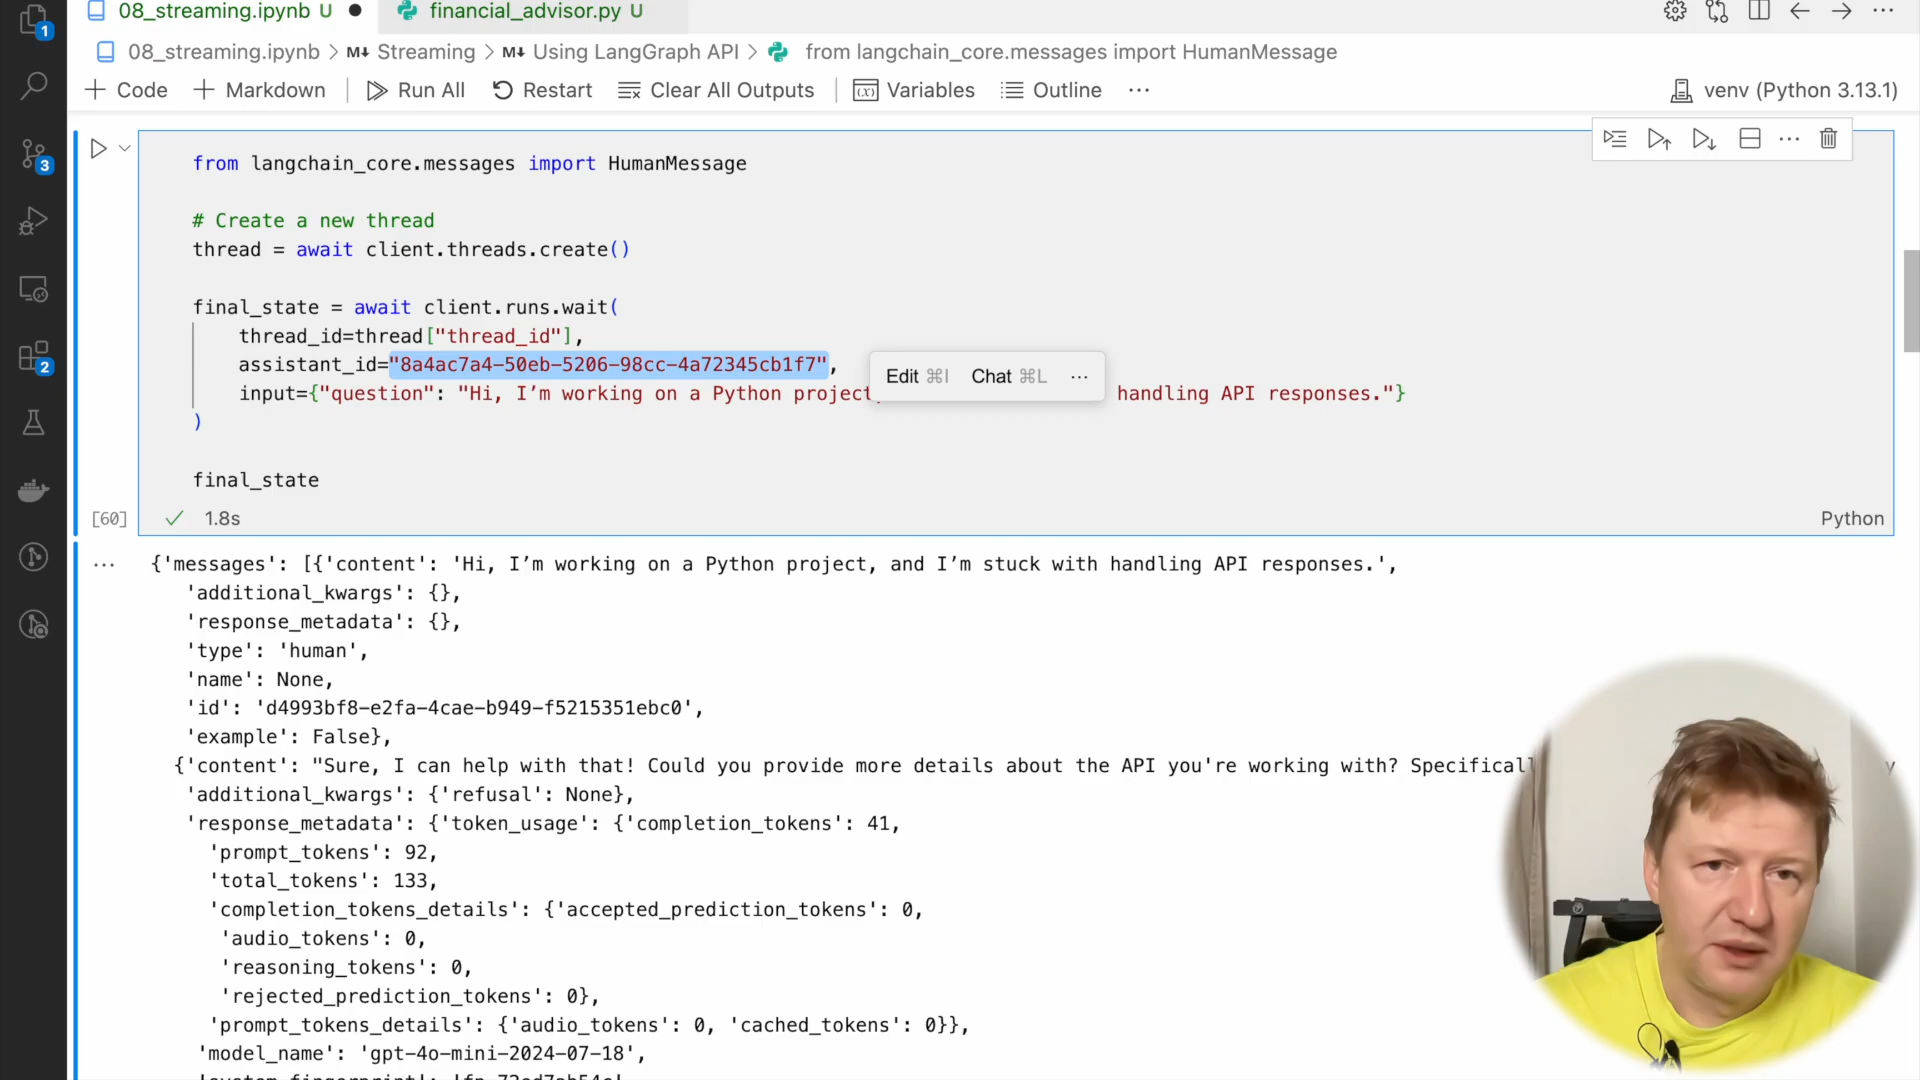 08_streaming.ipynb U
financial_advisor.py U
08_streaming.ipynb > M↓ Streaming > M↓ Using LangGraph API > from langchain_core.messages import HumanMessage
+ Code + Markdown Run All Restart Clear All Outputs Variables Outline ··· venv (Python 3.13.1)
1
3
2
from langchain_core.messages import HumanMessage
# Create a new thread
thread = await client.threads.create()
final_state = await client.runs.wait(
thread_id=thread["thread_id"],
assistant_id="8a4ac7a4-50eb-5206-98cc-4a72345cb1f7",
Edit ⌘I Chat ⌘L ···
input={"question": "Hi, I’m working on a Python project, handling API responses."}
)
final_state
[60] 1.8s Python
{'messages': [{'content': 'Hi, I’m working on a Python project, and I’m stuck with handling API responses.',
'additional_kwargs': {},
'response_metadata': {},
'type': 'human',
'name': None,
'id': 'd4993bf8-e2fa-4cae-b949-f5215351ebc0',
'example': False},
{'content': "Sure, I can help with that! Could you provide more details about the API you're working with?
'additional_kwargs': {'refusal': None},
'response_metadata': {'token_usage': {'completion_tokens': 41,
'prompt_tokens': 92,
'total_tokens': 133,
'completion_tokens_details': {'accepted_prediction_tokens': 0,
'audio_tokens': 0,
'reasoning_tokens': 0,
'rejected_prediction_tokens': 0},
'prompt_tokens_details': {'audio_tokens': 0, 'cached_tokens': 0}},
'model_name': 'gpt-4o-mini-2024-07-18',